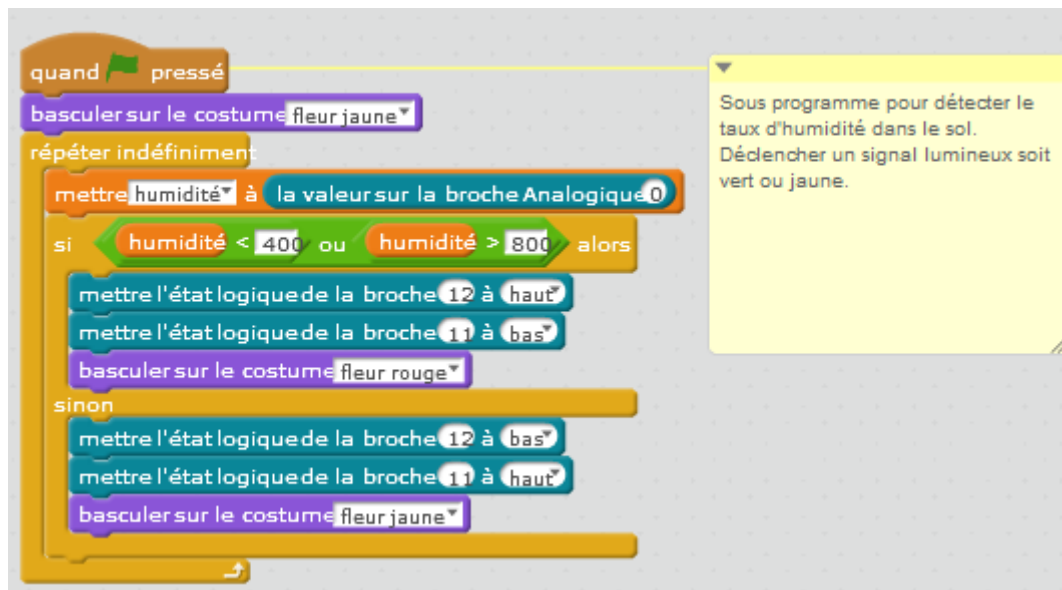 quand pressé
basculer sur le costume fleur jaune
répéter indéfiniment
mettre humidité à la valeur sur la broche Analogique 0
si humidité < 400 ou humidité > 800 alors
mettre l'état logique de la broche 12 à haut
mettre l'état logique de la broche 11 à bas
basculer sur le costume fleur rouge
sinon
mettre l'état logique de la broche 12 à bas
mettre l'état logique de la broche 11 à haut
basculer sur le costume fleur jaune
Sous programme pour détecter le
taux d'humidité dans le sol.
Déclencher un signal lumineux soit
vert ou jaune.